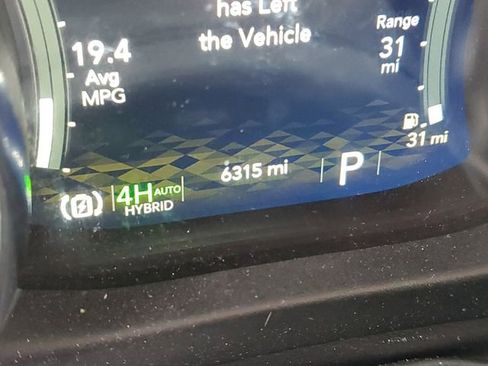 has Left
the Vehicle
19.4
Avg
MPG
Range
31
mi
31 mi
4H AUTO
HYBRID
6315 mi
P